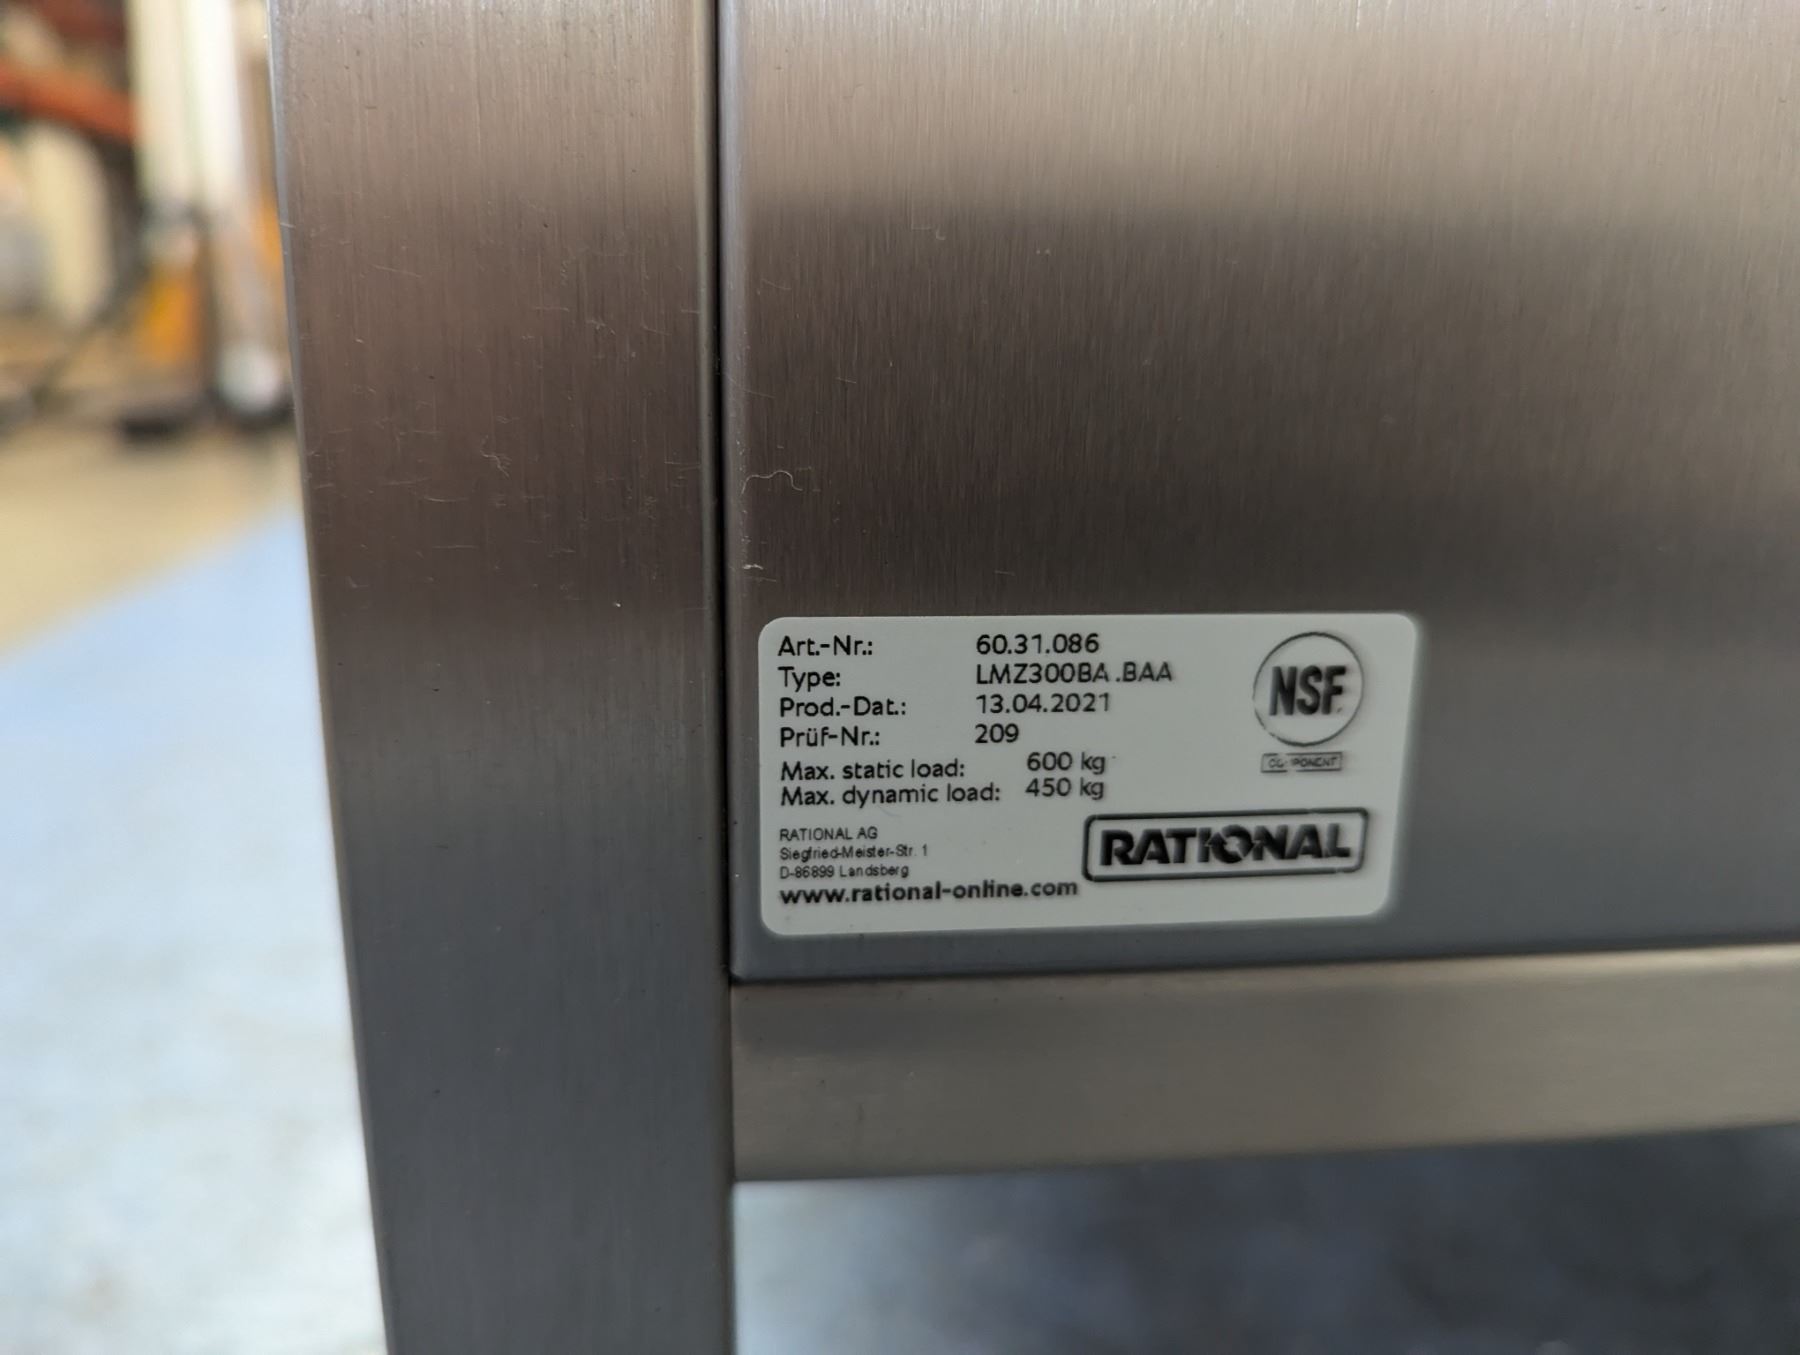 Art.-Nr.: 60.31.086
Type: LMZ300BA.BAA
Prod.-Dat.: 13.04.2021
Prüf-Nr.: 209
Max. static load: 600 kg
Max. dynamic load: 450 kg
RATIONAL AG
Siegfried-Meister-Str. 1
D-86899 Landsberg
www.rational-online.com
NSF
COMPONENT
RATIONAL